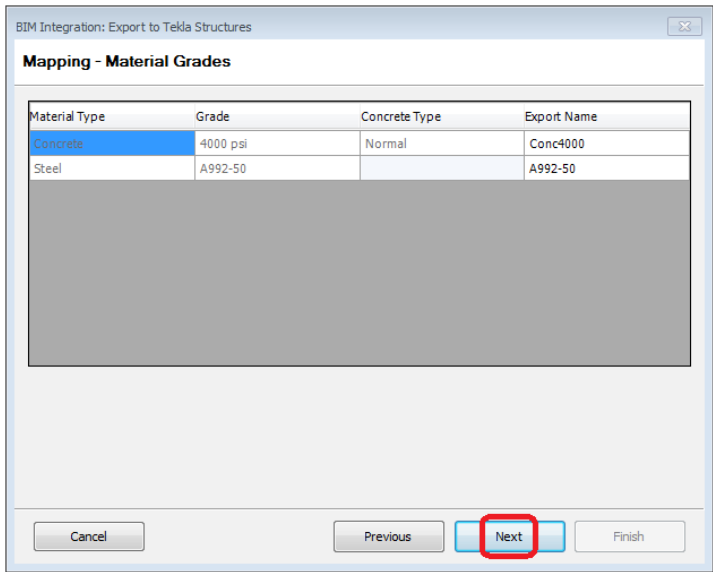 BIM Integration: Export to Tekla Structures
Mapping - Material Grades
Material Type Grade Concrete Type Export Name
Concrete 4000 psi Normal Conc4000
Steel A992-50 A992-50
Cancel Previous Next Finish